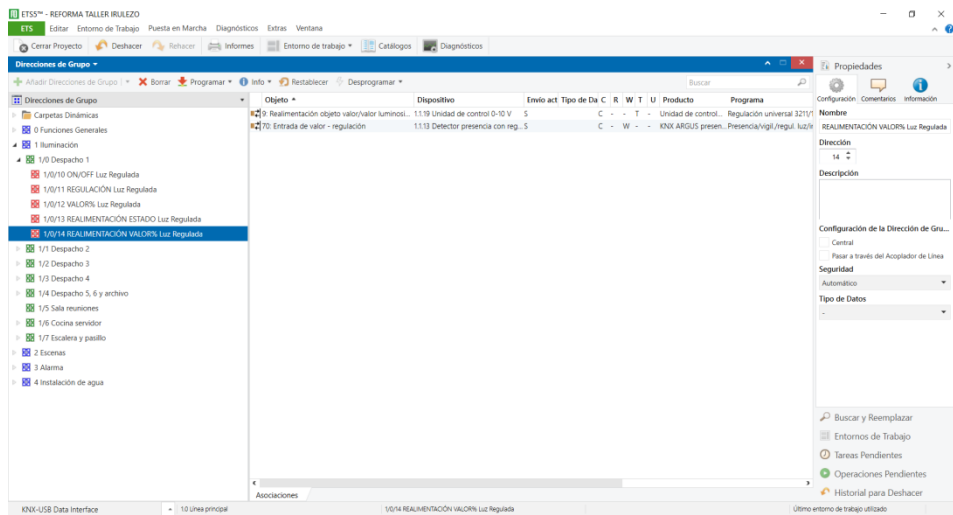 ETS5™ - REFORMA TALLER IRULEZO
ETS Editar Entorno de Trabajo Puesta en Marcha Diagnósticos Extras Ventana
Cerrar Proyecto Deshacer Rehacer Informes Entorno de trabajo Catálogos Diagnósticos
Direcciones de Grupo
Añadir Direcciones de Grupo Borrar Programar Info Restablecer Desprogramar Buscar
Direcciones de Grupo
Carpetas Dinámicas
0 Funciones Generales
1 Iluminación
1/0 Despacho 1
1/0/10 ON/OFF Luz Regulada
1/0/11 REGULACIÓN Luz Regulada
1/0/12 VALOR% Luz Regulada
1/0/13 REALIMENTACIÓN ESTADO Luz Regulada
1/0/14 REALIMENTACIÓN VALOR% Luz Regulada
1/1 Despacho 2
1/2 Despacho 3
1/3 Despacho 4
1/4 Despacho 5, 6 y archivo
1/5 Sala reuniones
1/6 Cocina servidor
1/7 Escalera y pasillo
2 Escenas
3 Alarma
4 Instalación de agua
Objeto Dispositivo Envío act Tipo de Da C R W T U Producto Programa
9: Realimentación objeto valor/valor luminosi... 1.1.19 Unidad de control 0-10 V S C - - T - Unidad de control... Regulación universal 3211/1
70: Entrada de valor - regulación 1.1.13 Detector presencia con reg... S C - W - - KNX ARGUS presen... Presencia/vigil./regul. luz/ir
Asociaciones
Propiedades
Configuración Comentarios Información
Nombre
REALIMENTACIÓN VALOR% Luz Regulada
Dirección
14
Descripción
Configuración de la Dirección de Gru...
Central
Pasar a través del Acoplador de Línea
Seguridad
Automático
Tipo de Datos
-
Buscar y Reemplazar
Entornos de Trabajo
Tareas Pendientes
Operaciones Pendientes
Historial para Deshacer
KNX-USB Data Interface 1.0 Línea principal 1/0/14 REALIMENTACIÓN VALOR% Luz Regulada Último entorno de trabajo utilizado